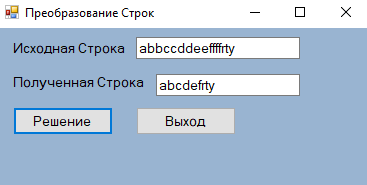 Преобразование Строк
Исходная Строка abbccddeeffffrty
Полученная Строка abcdefrty
Решение Выход